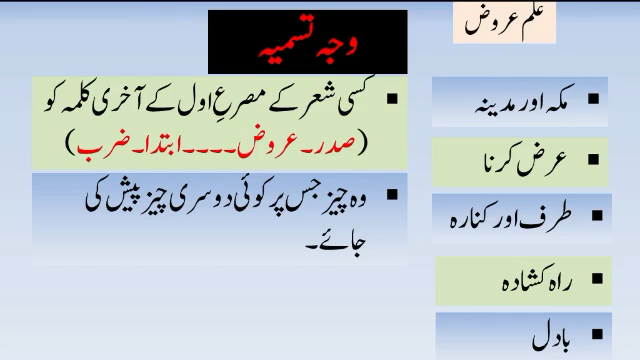 علم عروض
وجہ تسمیہ
مکہ اور مدینہ
عرض کرنا
طرف اور کنارہ
راہ کشادہ
بادل
کسی شعر کے مصرعِ اول کے آخری کلمہ کو
(صدر۔عروض۔۔۔۔ابتدا۔ضرب)
وہ چیز جس پر کوئی دوسری چیز پیش کی
جائے۔